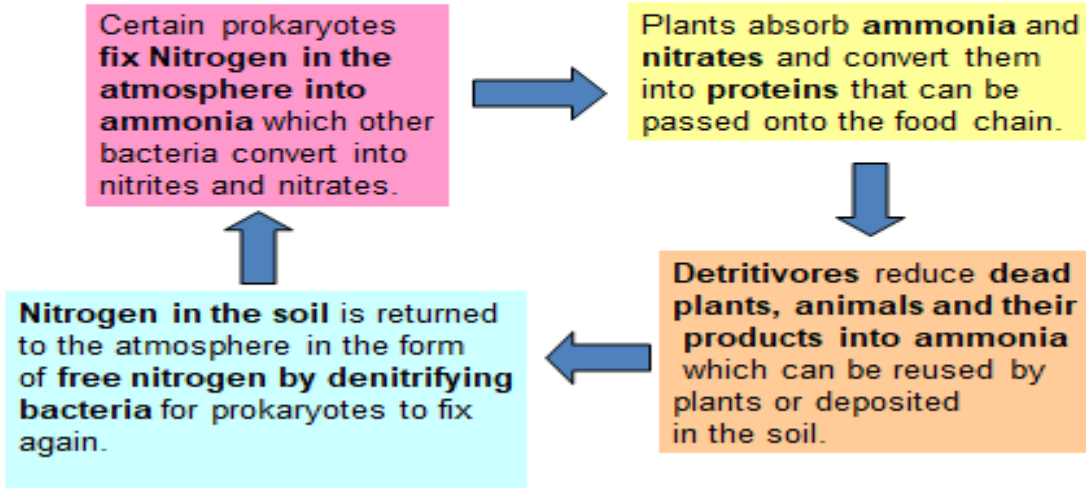 Certain prokaryotes
fix Nitrogen in the
atmosphere into
ammonia which other
bacteria convert into
nitrites and nitrates.
Plants absorb ammonia and
nitrates and convert them
into proteins that can be
passed onto the food chain.
Detritivores reduce dead
plants, animals and their
products into ammonia
which can be reused by
plants or deposited
in the soil.
Nitrogen in the soil is returned
to the atmosphere in the form
of free nitrogen by denitrifying
bacteria for prokaryotes to fix
again.